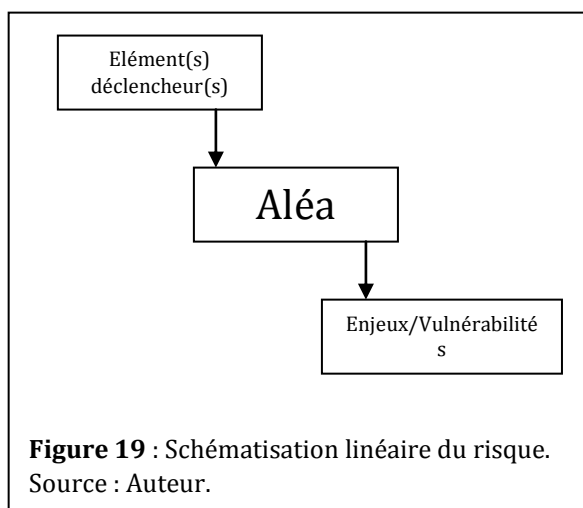 Elément(s)
déclencheur(s)
Aléa
Enjeux/Vulnérabilité
s
Figure 19 : Schématisation linéaire du risque.
Source : Auteur.